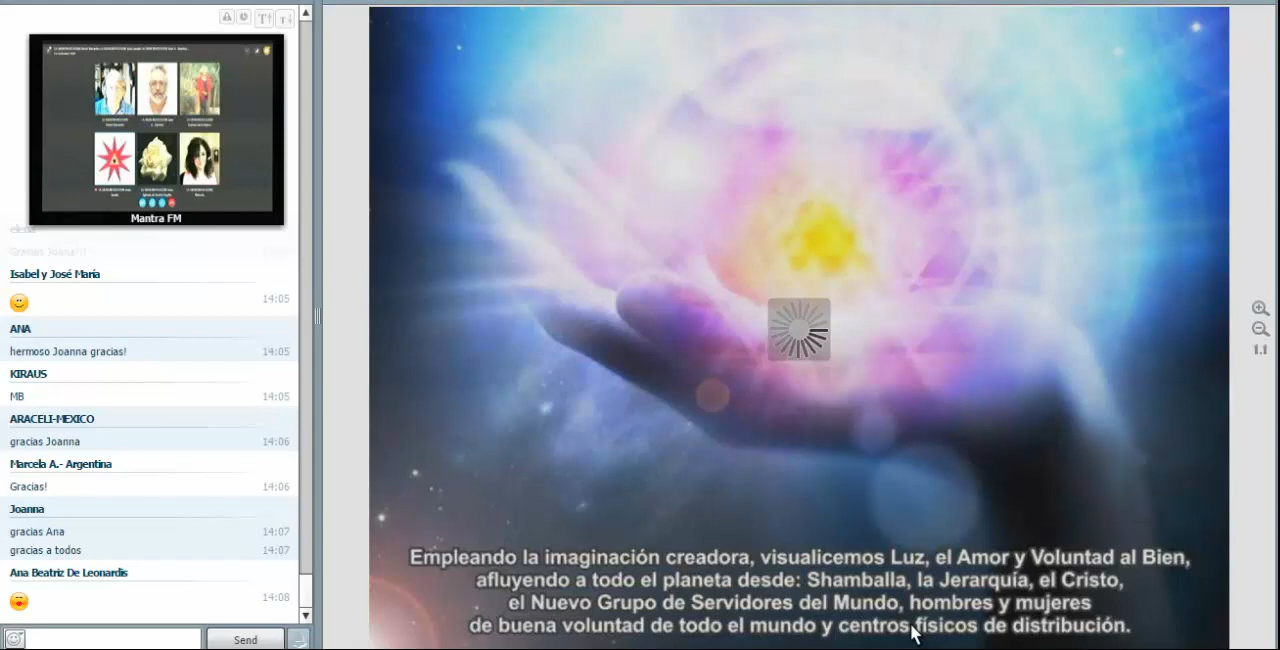 Mantra FM
Gracias Joana!!!
Isabel y José María
14:05
ANA
hermoso Joanna gracias!
14:05
KIRAUS
MB
14:05
ARACELI-MEXICO
gracias Joanna
14:06
Marcela A.- Argentina
Gracias!
14:06
Joanna
gracias Ana
14:07
gracias a todos
14:07
Ana Beatriz De Leonardis
14:08
Send
Empleando la imaginación creadora, visualicemos Luz, el Amor y Voluntad al Bien,
afluyendo a todo el planeta desde: Shamballa, la Jerarquía, el Cristo,
el Nuevo Grupo de Servidores del Mundo, hombres y mujeres
de buena voluntad de todo el mundo y centros físicos de distribución.
1.1